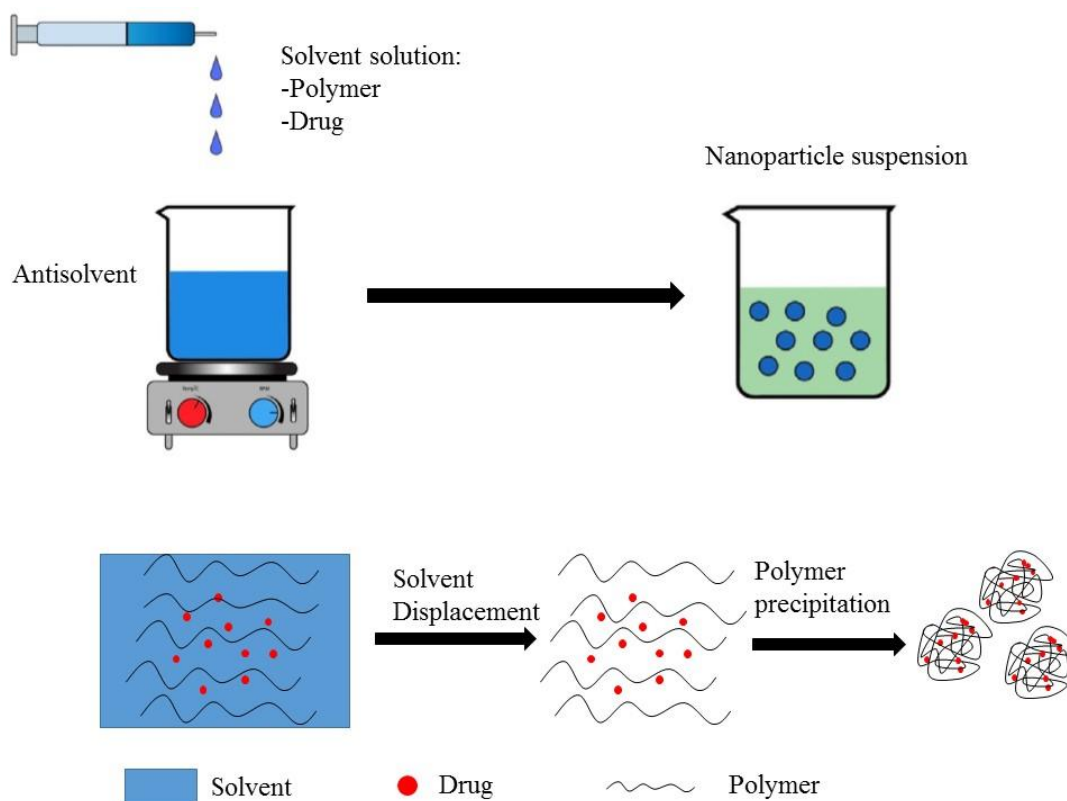 Solvent solution:
-Polymer
-Drug
Nanoparticle suspension
Antisolvent
Solvent
Displacement
Polymer
precipitation
Solvent
Drug
Polymer